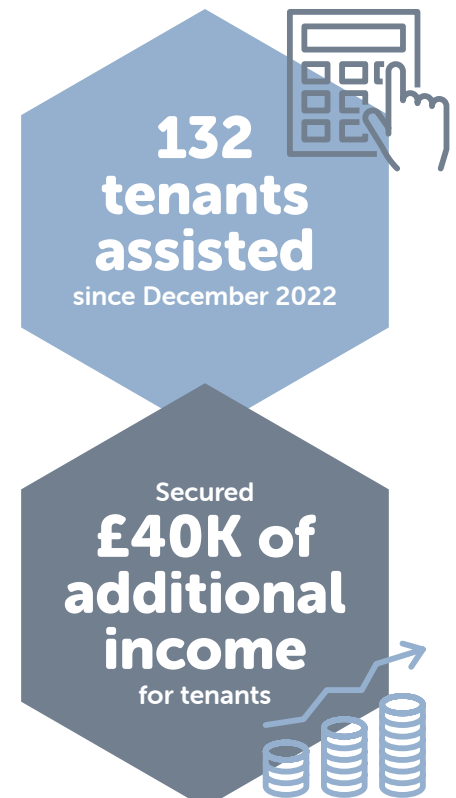 132
tenants
assisted
since December 2022
Secured
£40K of
additional
income
for tenants